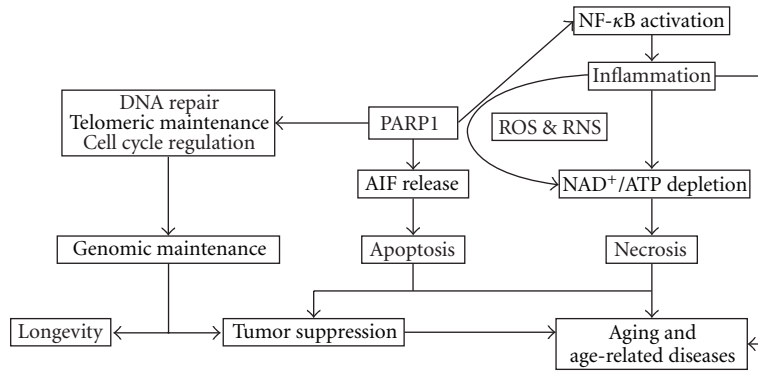 NF-κB activation
Inflammation
DNA repair
Telomeric maintenance
Cell cycle regulation
PARP1
ROS & RNS
AIF release
NAD⁺/ATP depletion
Genomic maintenance
Apoptosis
Necrosis
Longevity
Tumor suppression
Aging and
age-related diseases